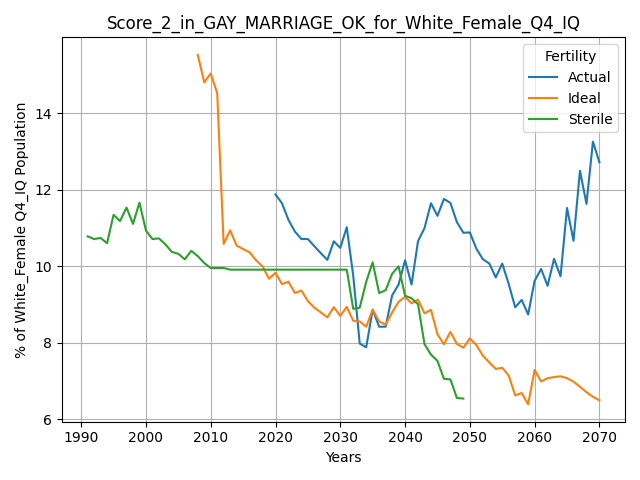 Score_2_in_GAY_MARRIAGE_OK_for_White_Female_Q4_IQ
Fertility
Actual
Ideal
Sterile
% of White_Female Q4_IQ Population
14
12
10
8
6
1990 2000 2010 2020 2030 2040 2050 2060 2070
Years